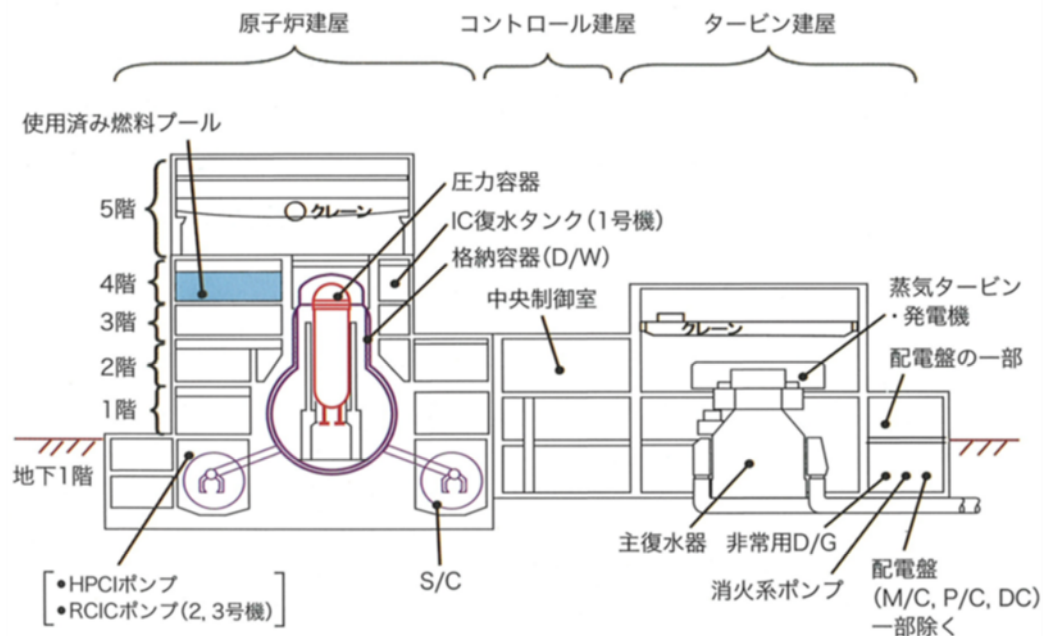 原子炉建屋
コントロール建屋
タービン建屋
使用済み燃料プール
5階
4階
3階
2階
1階
地下1階
クレーン
圧力容器
IC復水タンク(1号機)
格納容器(D/W)
中央制御室
クレーン
蒸気タービン
・発電機
配電盤の一部
•HPCIポンプ
•RCICポンプ(2, 3号機)
S/C
主復水器
非常用D/G
消火系ポンプ
配電盤
(M/C, P/C, DC)
一部除く